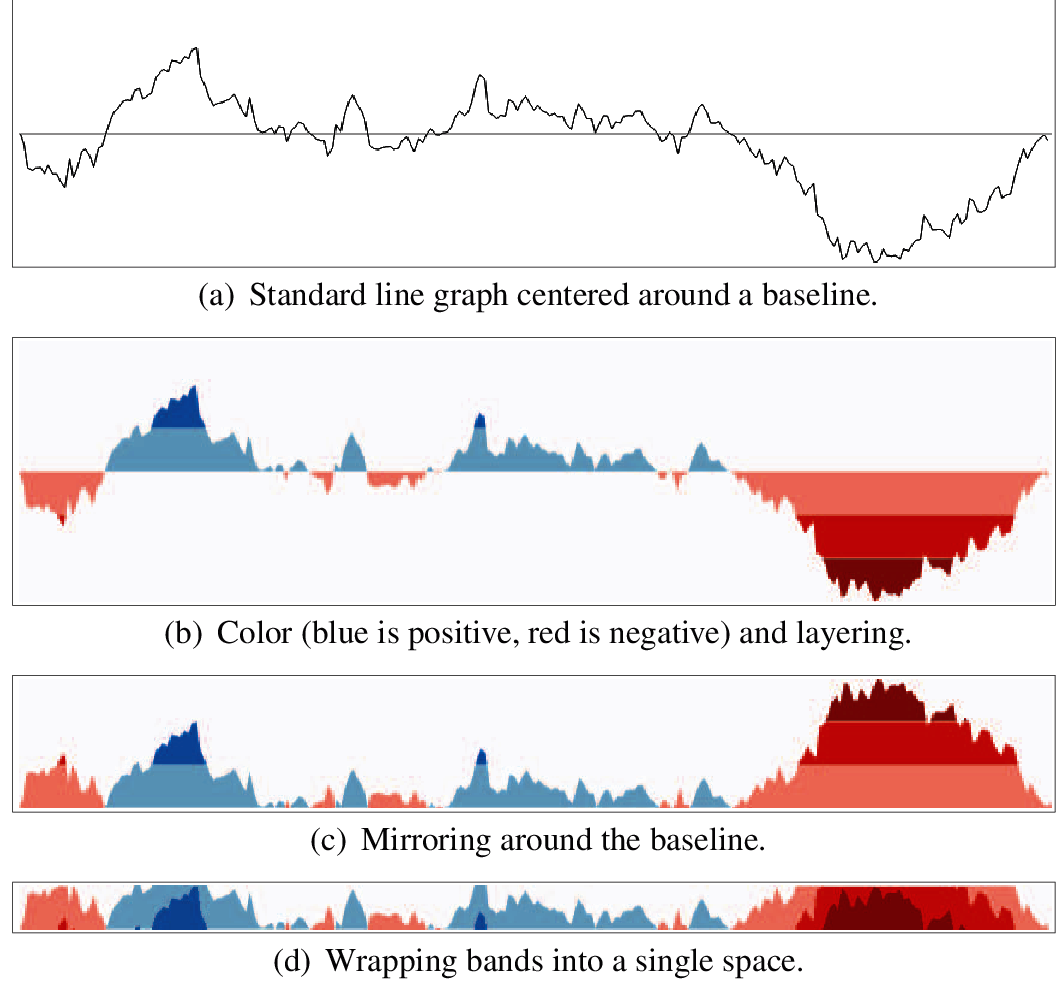 (a) Standard line graph centered around a baseline.
(b) Color (blue is positive, red is negative) and layering.
(c) Mirroring around the baseline.
(d) Wrapping bands into a single space.